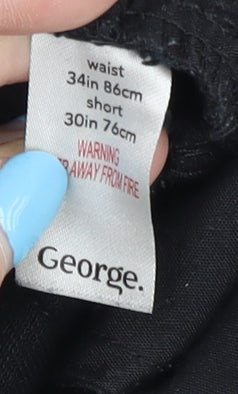 waist
34in 86cm
short
30in 76cm
WARNING
AWAY FROM FIRE
George.